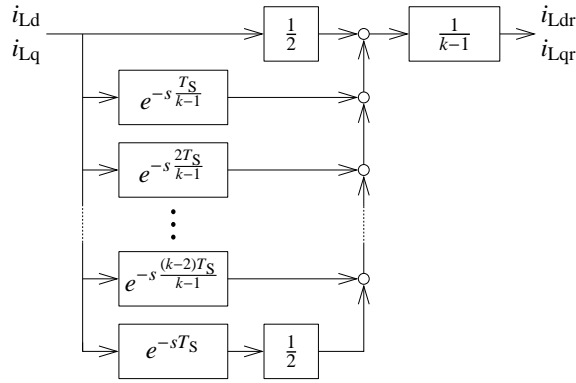 i_Ld 1/2 1/(k−1) i_Ldr
i_Lq i_Lqr
e^{−s T_S/(k−1)}
e^{−s 2T_S/(k−1)}
e^{−s (k−2)T_S/(k−1)}
e^{−sT_S} 1/2